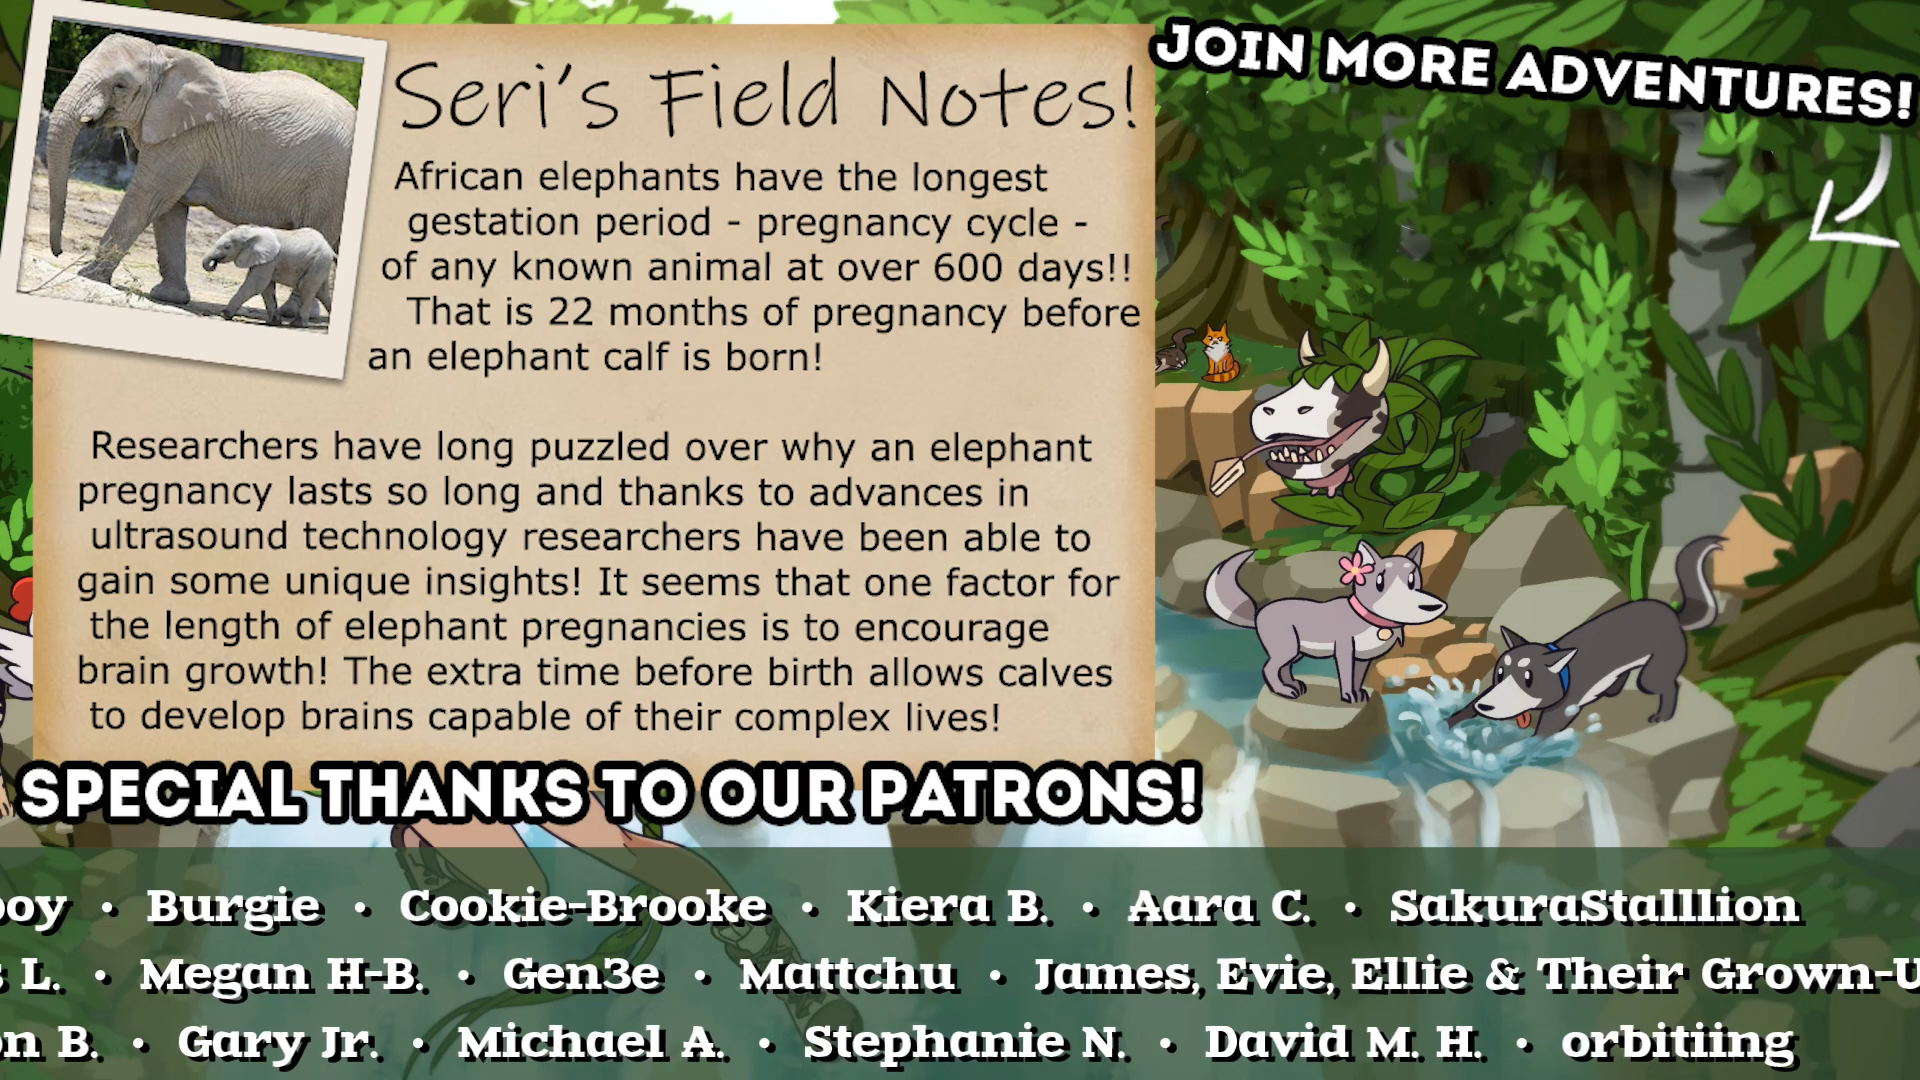 Seri's Field Notes!
African elephants have the longest
gestation period - pregnancy cycle -
of any known animal at over 600 days!!
That is 22 months of pregnancy before
an elephant calf is born!
Researchers have long puzzled over why an elephant
pregnancy lasts so long and thanks to advances in
ultrasound technology researchers have been able to
gain some unique insights! It seems that one factor for
the length of elephant pregnancies is to encourage
brain growth! The extra time before birth allows calves
to develop brains capable of their complex lives!
JOIN MORE ADVENTURES!
SPECIAL THANKS TO OUR PATRONS!
• Burgie • Cookie-Brooke • Kiera B. • Aara C. • SakuraStalllion
L. • Megan H-B. • Gen3e • Mattchu • James, Evie, Ellie & Their
B. • Gary Jr. • Michael A. • Stephanie N. • David M. H. • orbitiing